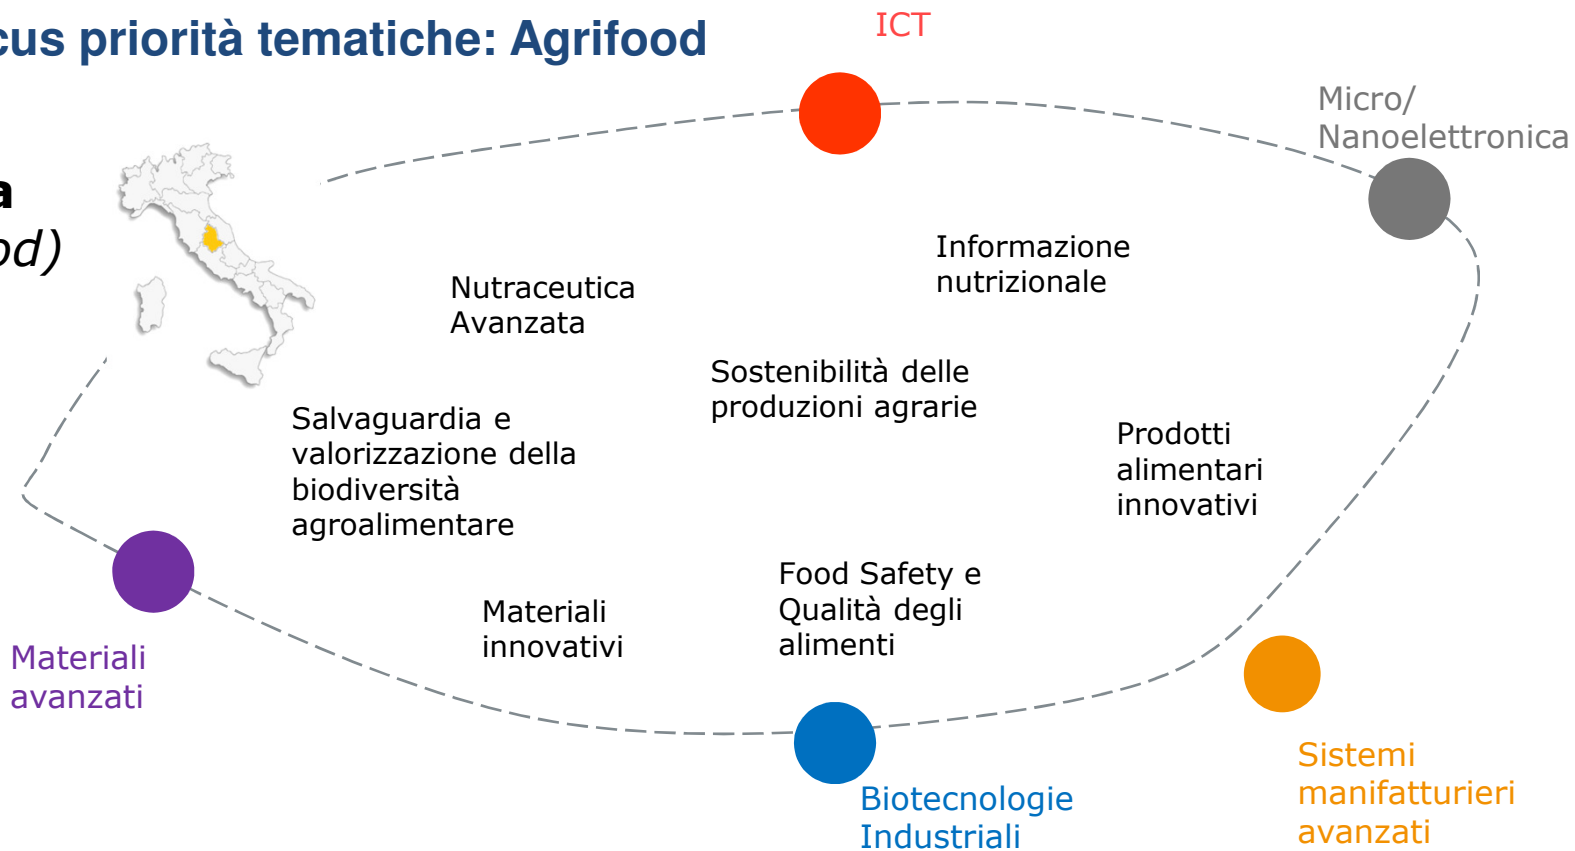 cus priorità tematiche: Agrifood
ICT
Micro/
Nanoelettronica
a
od)
Informazione
nutrizionale
Nutraceutica
Avanzata
Sostenibilità delle
produzioni agrarie
Salvaguardia e
valorizzazione della
biodiversità
agroalimentare
Prodotti
alimentari
innovativi
Food Safety e
Qualità degli
alimenti
Materiali
innovativi
Materiali
avanzati
Sistemi
manifatturieri
avanzati
Biotecnologie
Industriali